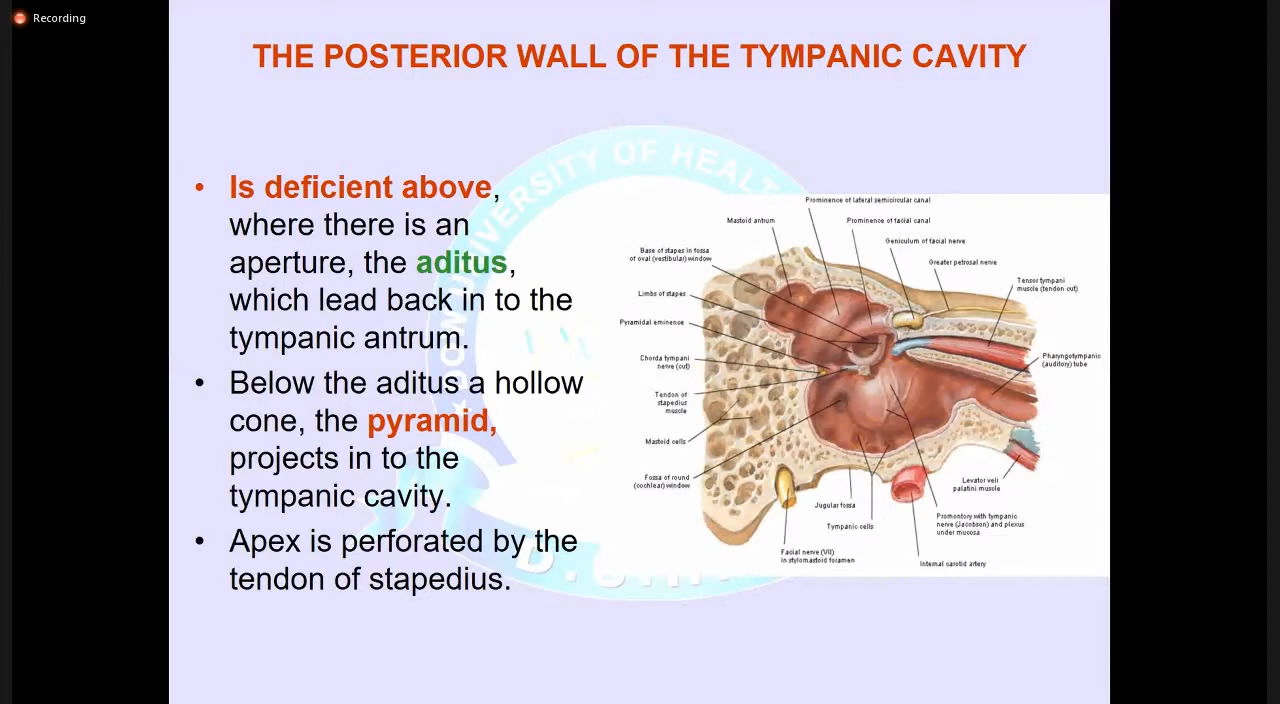 Recording
THE POSTERIOR WALL OF THE TYMPANIC CAVITY
• Is deficient above,
where there is an
aperture, the aditus,
which lead back in to the
tympanic antrum.
• Below the aditus a hollow
cone, the pyramid,
projects in to the
tympanic cavity.
• Apex is perforated by the
tendon of stapedius.
Prominence of lateral semicircular canal
Mastoid antrum
Prominence of facial canal
Geniculum of facial nerve
Base of stapes in fossa
of oval (vestibular) window
Greater petrosal nerve
Tensor tympani
muscle (tendon cut)
Limbs of stapes
Pyramidal eminence
Chorda tympani
nerve (cut)
Pharyngotympanic
(auditory) tube
Tendon of
stapedius
muscle
Mastoid cells
Fossa of round
(cochlear) window
Levator veli
palatini muscle
Jugular fossa
Tympanic cells
Promontory with tympanic
nerve (Jacobson) and plexus
under mucosa
Facial nerve (VII)
in stylomastoid foramen
Internal carotid artery
UNIVERSITY OF HEALT